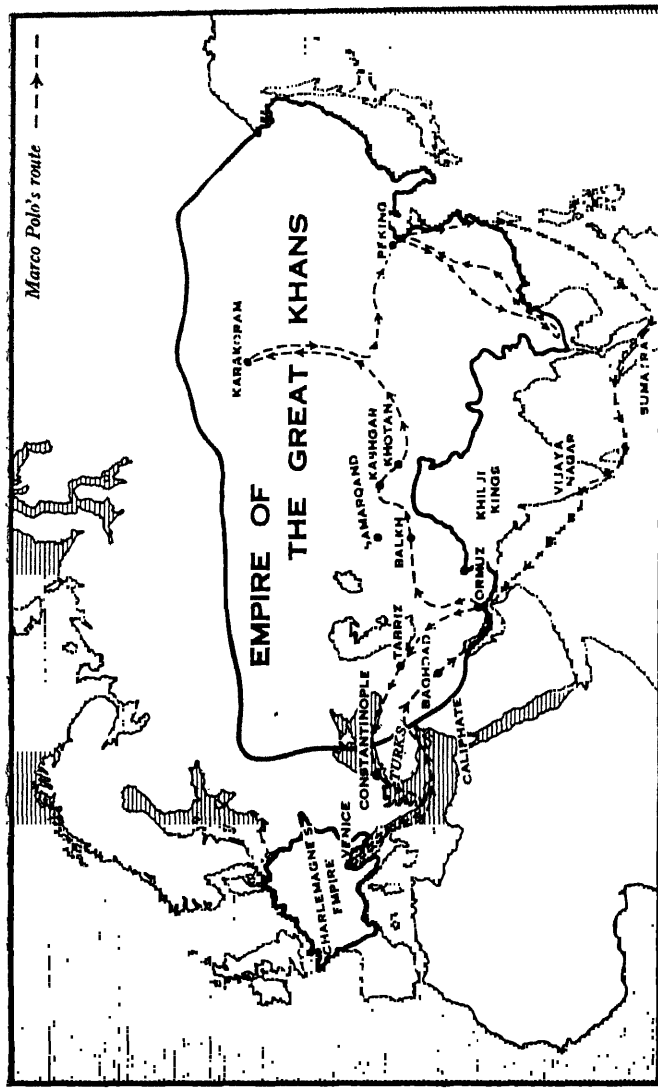 Marco Polo's route
EMPIRE OF
THE GREAT KHANS
KARAKORAM
PEKING
SAMARQAND
KASHGAR
KHOTAN
BALKH
TABRIZ
BAGHDAD
ORMUZ
KHILJI
KINGS
VIJAYA
NAGAR
SUMATRA
CONSTANTINOPLE
TURKS
CALIPHATE
VENICE
CHARLEMAGNE'S
EMPIRE